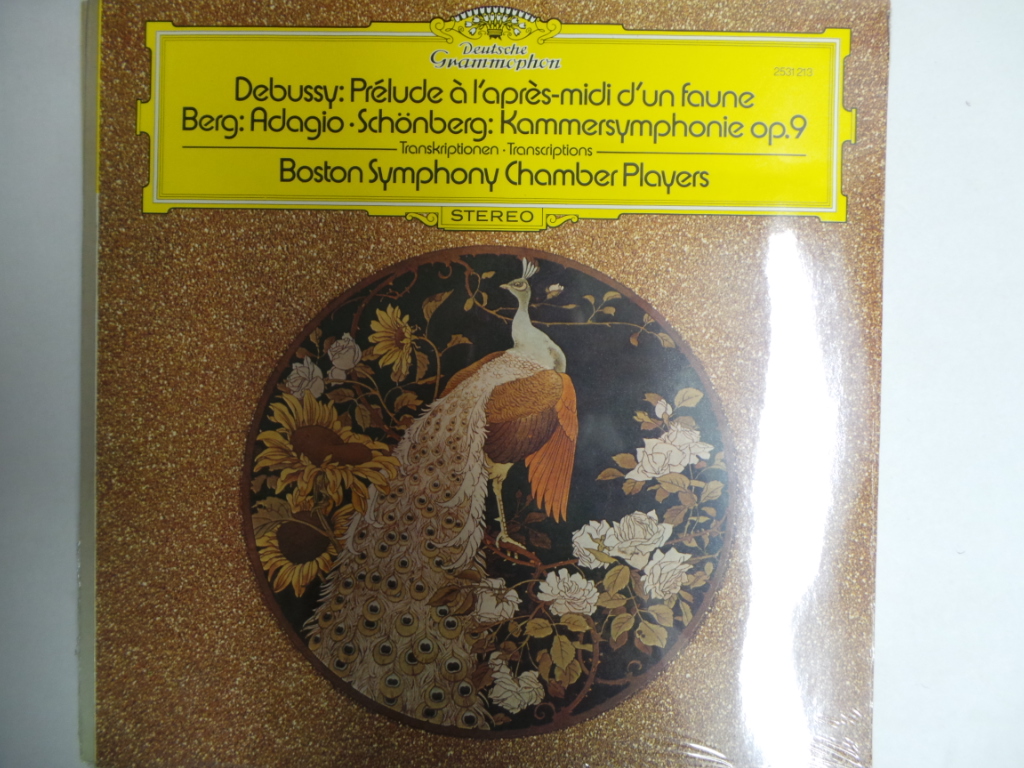 Deutsche
Grammophon
2531 213
Debussy: Prélude à l'après-midi d'un faune
Berg: Adagio · Schönberg: Kammersymphonie op.9
Transkriptionen · Transcriptions
Boston Symphony Chamber Players
STEREO